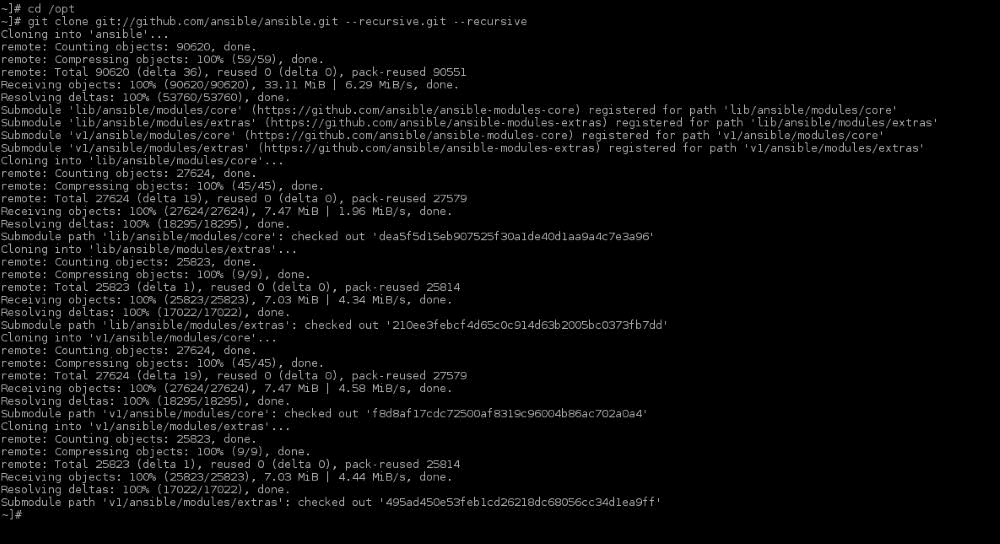 ~]# cd /opt
~]# git clone git://github.com/ansible/ansible.git --recursive.git --recursive
Cloning into 'ansible'...
remote: Counting objects: 90620, done.
remote: Compressing objects: 100% (59/59), done.
remote: Total 90620 (delta 36), reused 0 (delta 0), pack-reused 90551
Receiving objects: 100% (90620/90620), 33.11 MiB | 6.29 MiB/s, done.
Resolving deltas: 100% (53760/53760), done.
Submodule 'lib/ansible/modules/core' (https://github.com/ansible/ansible-modules-core) registered for path 'lib/ansible/modules/core'
Submodule 'lib/ansible/modules/extras' (https://github.com/ansible/ansible-modules-extras) registered for path 'lib/ansible/modules/extras'
Submodule 'v1/ansible/modules/core' (https://github.com/ansible/ansible-modules-core) registered for path 'v1/ansible/modules/core'
Submodule 'v1/ansible/modules/extras' (https://github.com/ansible/ansible-modules-extras) registered for path 'v1/ansible/modules/extras'
Cloning into 'lib/ansible/modules/core'...
remote: Counting objects: 27624, done.
remote: Compressing objects: 100% (45/45), done.
remote: Total 27624 (delta 19), reused 0 (delta 0), pack-reused 27579
Receiving objects: 100% (27624/27624), 7.47 MiB | 1.96 MiB/s, done.
Resolving deltas: 100% (18295/18295), done.
Submodule path 'lib/ansible/modules/core': checked out 'dea5f5d15eb907525f30a1de40d1aa9a4c7e3a96'
Cloning into 'lib/ansible/modules/extras'...
remote: Counting objects: 25823, done.
remote: Compressing objects: 100% (9/9), done.
remote: Total 25823 (delta 1), reused 0 (delta 0), pack-reused 25814
Receiving objects: 100% (25823/25823), 7.03 MiB | 4.34 MiB/s, done.
Resolving deltas: 100% (17022/17022), done.
Submodule path 'lib/ansible/modules/extras': checked out '210ee3febcf4d65c0c914d63b2005bc0373fb7dd'
Cloning into 'v1/ansible/modules/core'...
remote: Counting objects: 27624, done.
remote: Compressing objects: 100% (45/45), done.
remote: Total 27624 (delta 19), reused 0 (delta 0), pack-reused 27579
Receiving objects: 100% (27624/27624), 7.47 MiB | 4.58 MiB/s, done.
Resolving deltas: 100% (18295/18295), done.
Submodule path 'v1/ansible/modules/core': checked out 'f8d8af17cdc72500af8319c96004b86ac702a0a4'
Cloning into 'v1/ansible/modules/extras'...
remote: Counting objects: 25823, done.
remote: Compressing objects: 100% (9/9), done.
remote: Total 25823 (delta 1), reused 0 (delta 0), pack-reused 25814
Receiving objects: 100% (25823/25823), 7.03 MiB | 4.44 MiB/s, done.
Resolving deltas: 100% (17022/17022), done.
Submodule path 'v1/ansible/modules/extras': checked out '495ad450e53feb1cd26218dc68056cc34d1ea9ff'
~]#